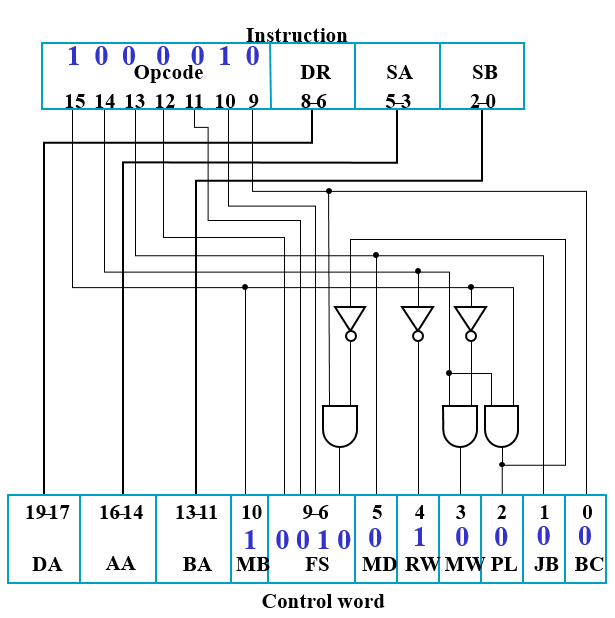 Instruction
1 0 0 0 0 1 0
Opcode DR SA SB
15 14 13 12 11 10 9 8-6 5-3 2-0
19-17 16-14 13-11 10 9-6 5 4 3 2 1 0
1 0 0 1 0 0 1 0 0 0 0
DA AA BA MB FS MD RW MW PL JB BC
Control word